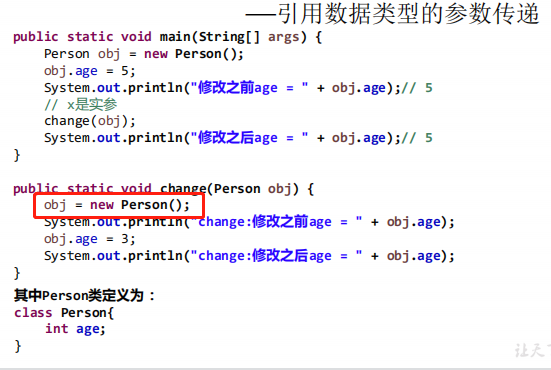 ——引用数据类型的参数传递
public static void main(String[] args) {
Person obj = new Person();
obj.age = 5;
System.out.println("修改之前age = " + obj.age);// 5
// x是实参
change(obj);
System.out.println("修改之后age = " + obj.age);// 5
}
public static void change(Person obj) {
obj = new Person();
System.out.println("change:修改之前age = " + obj.age);
obj.age = 3;
System.out.println("change:修改之后age = " + obj.age);
}
其中Person类定义为：
class Person{
int age;
}
让天